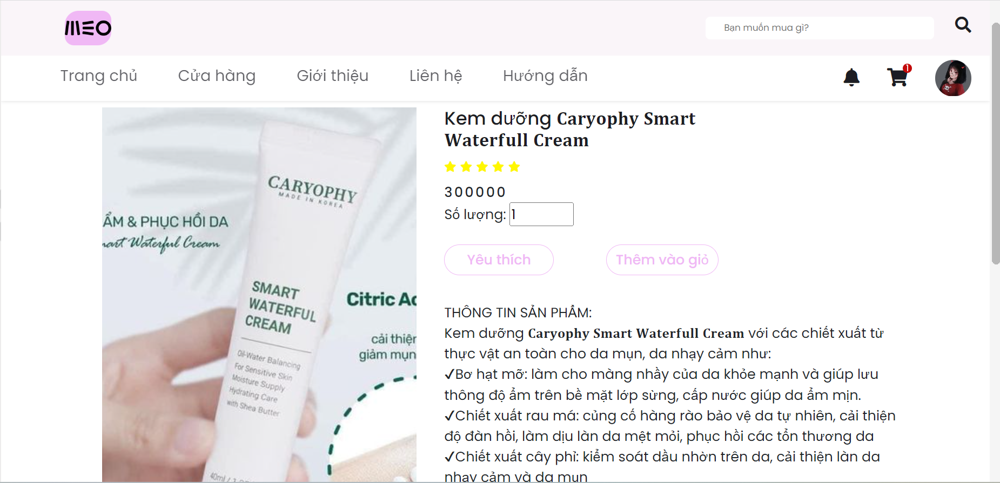 MEO
Bạn muốn mua gì?
Trang chủ
Cửa hàng
Giới thiệu
Liên hệ
Hướng dẫn
1
Kem dưỡng Caryophy Smart
Waterfull Cream
300000
Số lượng: 1
Yêu thích
Thêm vào giỏ
THÔNG TIN SẢN PHẨM:
Kem dưỡng Caryophy Smart Waterfull Cream với các chiết xuất từ
thực vật an toàn cho da mụn, da nhạy cảm như:
✔Bơ hạt mỡ: làm cho màng nhầy của da khỏe mạnh và giúp lưu
thông độ ẩm trên bề mặt lớp sừng, cấp nước giúp da ẩm mịn.
✔Chiết xuất rau má: củng cố hàng rào bảo vệ da tự nhiên, cải thiện
độ đàn hồi, làm dịu làn da mệt mỏi, phục hồi các tổn thương da
✔Chiết xuất cây phỉ: kiểm soát dầu nhờn trên da, cải thiện làn da
nhạy cảm và da mụn
CARYOPHY
MADE IN KOREA
ẨM & PHỤC HỒI DA
mart Waterful Cream
SMART
WATERFUL
CREAM
Oil-Water Balancing
For Sensitive Skin
Moisture Supply
Hydrating Care
with Shea Butter
40ml /
Citric Ac
cải thiện
giảm mụn